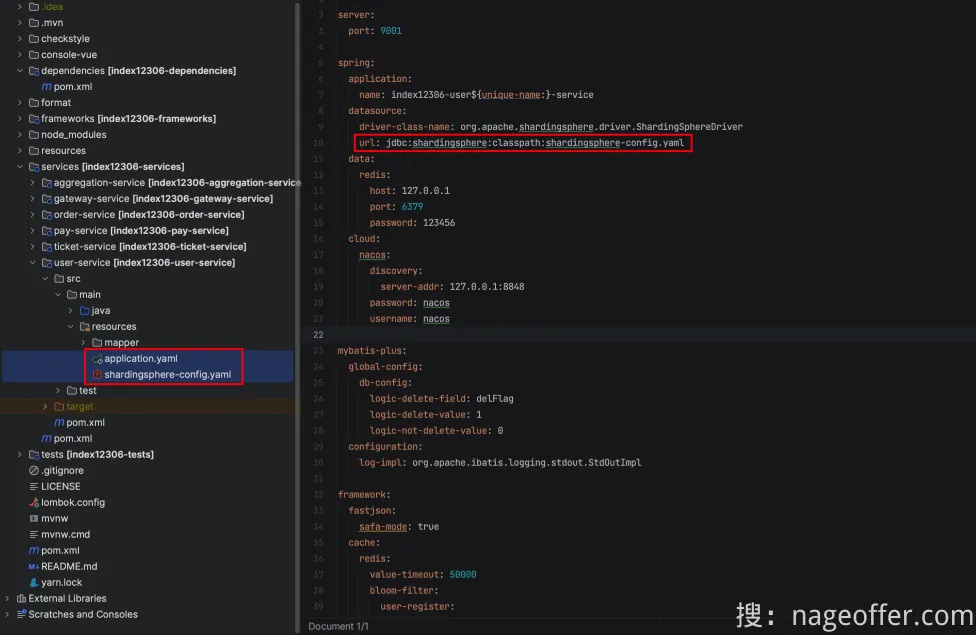 .idea
.mvn
checkstyle
console-vue
dependencies [index12306-dependencies]
pom.xml
format
frameworks [index12306-frameworks]
node_modules
resources
services [index12306-services]
aggregation-service [index12306-aggregation-service
gateway-service [index12306-gateway-service]
order-service [index12306-order-service]
pay-service [index12306-pay-service]
ticket-service [index12306-ticket-service]
user-service [index12306-user-service]
src
main
java
resources
mapper
application.yaml
shardingsphere-config.yaml
test
target
pom.xml
pom.xml
tests [index12306-tests]
.gitignore
LICENSE
lombok.config
mvnw
mvnw.cmd
pom.xml
README.md
yarn.lock
External Libraries
Scratches and Consoles
2 server:
3 port: 9001
4
5 spring:
6 application:
7 name: index12306-user${unique-name:}-service
8 datasource:
9 driver-class-name: org.apache.shardingsphere.driver.ShardingSphereDriver
10 url: jdbc:shardingsphere:classpath:shardingsphere-config.yaml
11 data:
12 redis:
13 host: 127.0.0.1
14 port: 6379
15 password: 123456
16 cloud:
17 nacos:
18 discovery:
19 server-addr: 127.0.0.1:8848
20 password: nacos
21 username: nacos
22
23 mybatis-plus:
24 global-config:
25 db-config:
26 logic-delete-field: delFlag
27 logic-delete-value: 1
28 logic-not-delete-value: 0
29 configuration:
30 log-impl: org.apache.ibatis.logging.stdout.StdOutImpl
31
32 framework:
33 fastjson:
34 safa-mode: true
35 cache:
36 redis:
37 value-timeout: 50000
38 bloom-filter:
39 user-register:
Document 1/1
搜：nageoffer.com